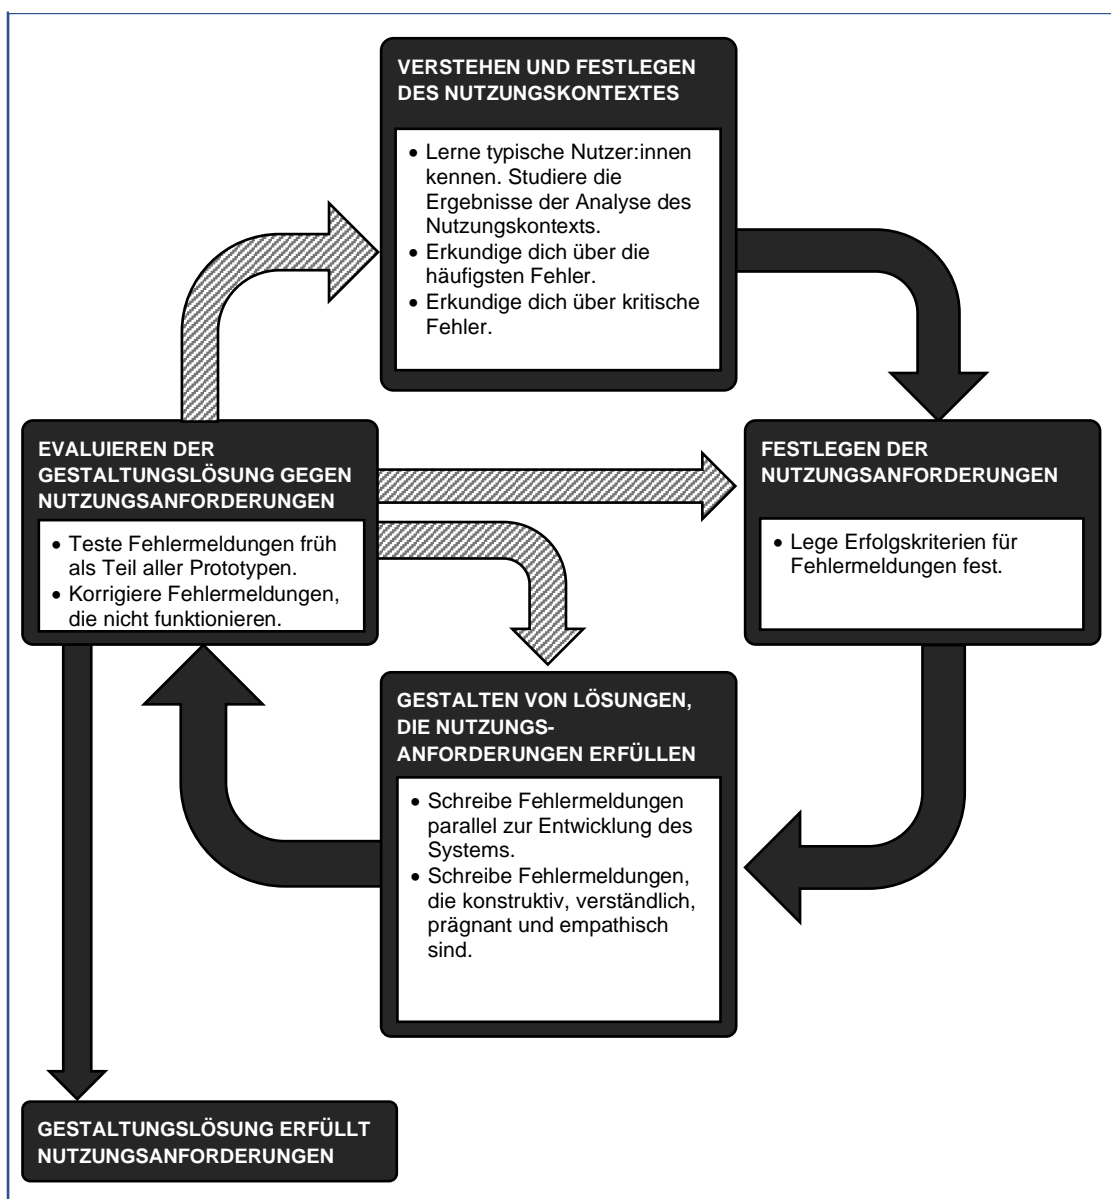 VERSTEHEN UND FESTLEGEN
DES NUTZUNGSKONTEXTES
• Lerne typische Nutzer:innen
kennen. Studiere die
Ergebnisse der Analyse des
Nutzungskontexts.
• Erkundige dich über die
häufigsten Fehler.
• Erkundige dich über kritische
Fehler.
EVALUIEREN DER
GESTALTUNGSLÖSUNG GEGEN
NUTZUNGSANFORDERUNGEN
• Teste Fehlermeldungen früh
als Teil aller Prototypen.
• Korrigiere Fehlermeldungen,
die nicht funktionieren.
FESTLEGEN DER
NUTZUNGSANFORDERUNGEN
• Lege Erfolgskriterien für
Fehlermeldungen fest.
GESTALTEN VON LÖSUNGEN,
DIE NUTZUNGS-
ANFORDERUNGEN ERFÜLLEN
• Schreibe Fehlermeldungen
parallel zur Entwicklung des
Systems.
• Schreibe Fehlermeldungen,
die konstruktiv, verständlich,
prägnant und empathisch
sind.
GESTALTUNGSLÖSUNG ERFÜLLT
NUTZUNGSANFORDERUNGEN